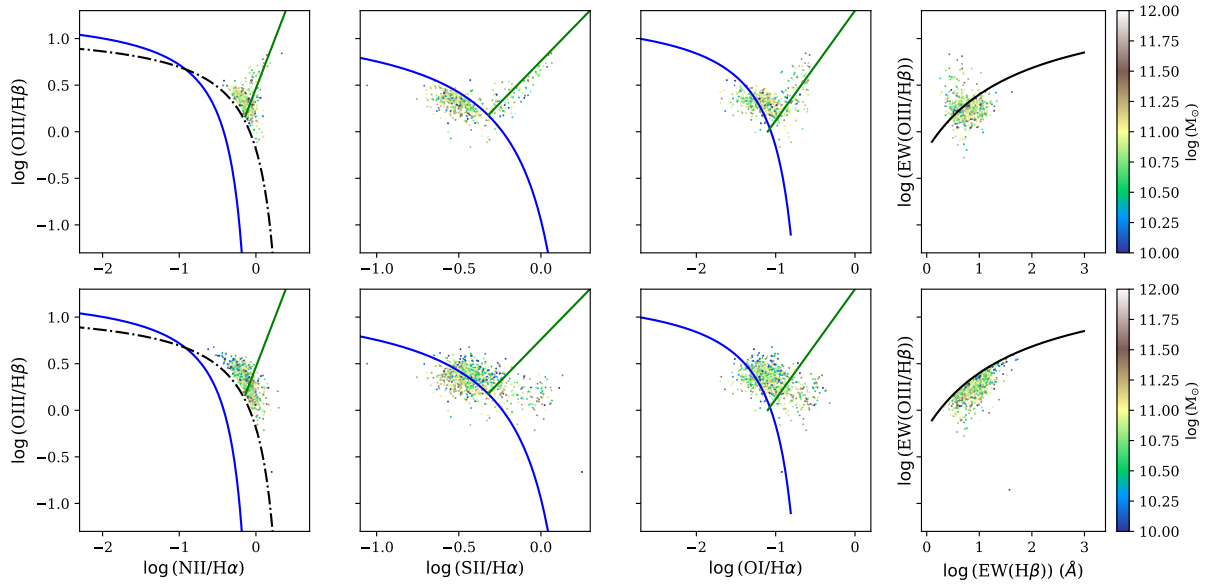 log (OIII/Hβ)
1.0
0.5
0.0
−0.5
−1.0
−2 −1 0
−1.0 −0.5 0.0
−2 −1 0
log (EW(OIII/Hβ))
0 1 2 3
12.00
11.75
11.50
11.25
11.00
10.75
10.50
10.25
10.00
log (M⊙)
log (OIII/Hβ)
1.0
0.5
0.0
−0.5
−1.0
−2 −1 0
log (NII/Hα)
−1.0 −0.5 0.0
log (SII/Hα)
−2 −1 0
log (OI/Hα)
log (EW(OIII/Hβ))
0 1 2 3
log (EW(Hβ)) (Å)
12.00
11.75
11.50
11.25
11.00
10.75
10.50
10.25
10.00
log (M⊙)